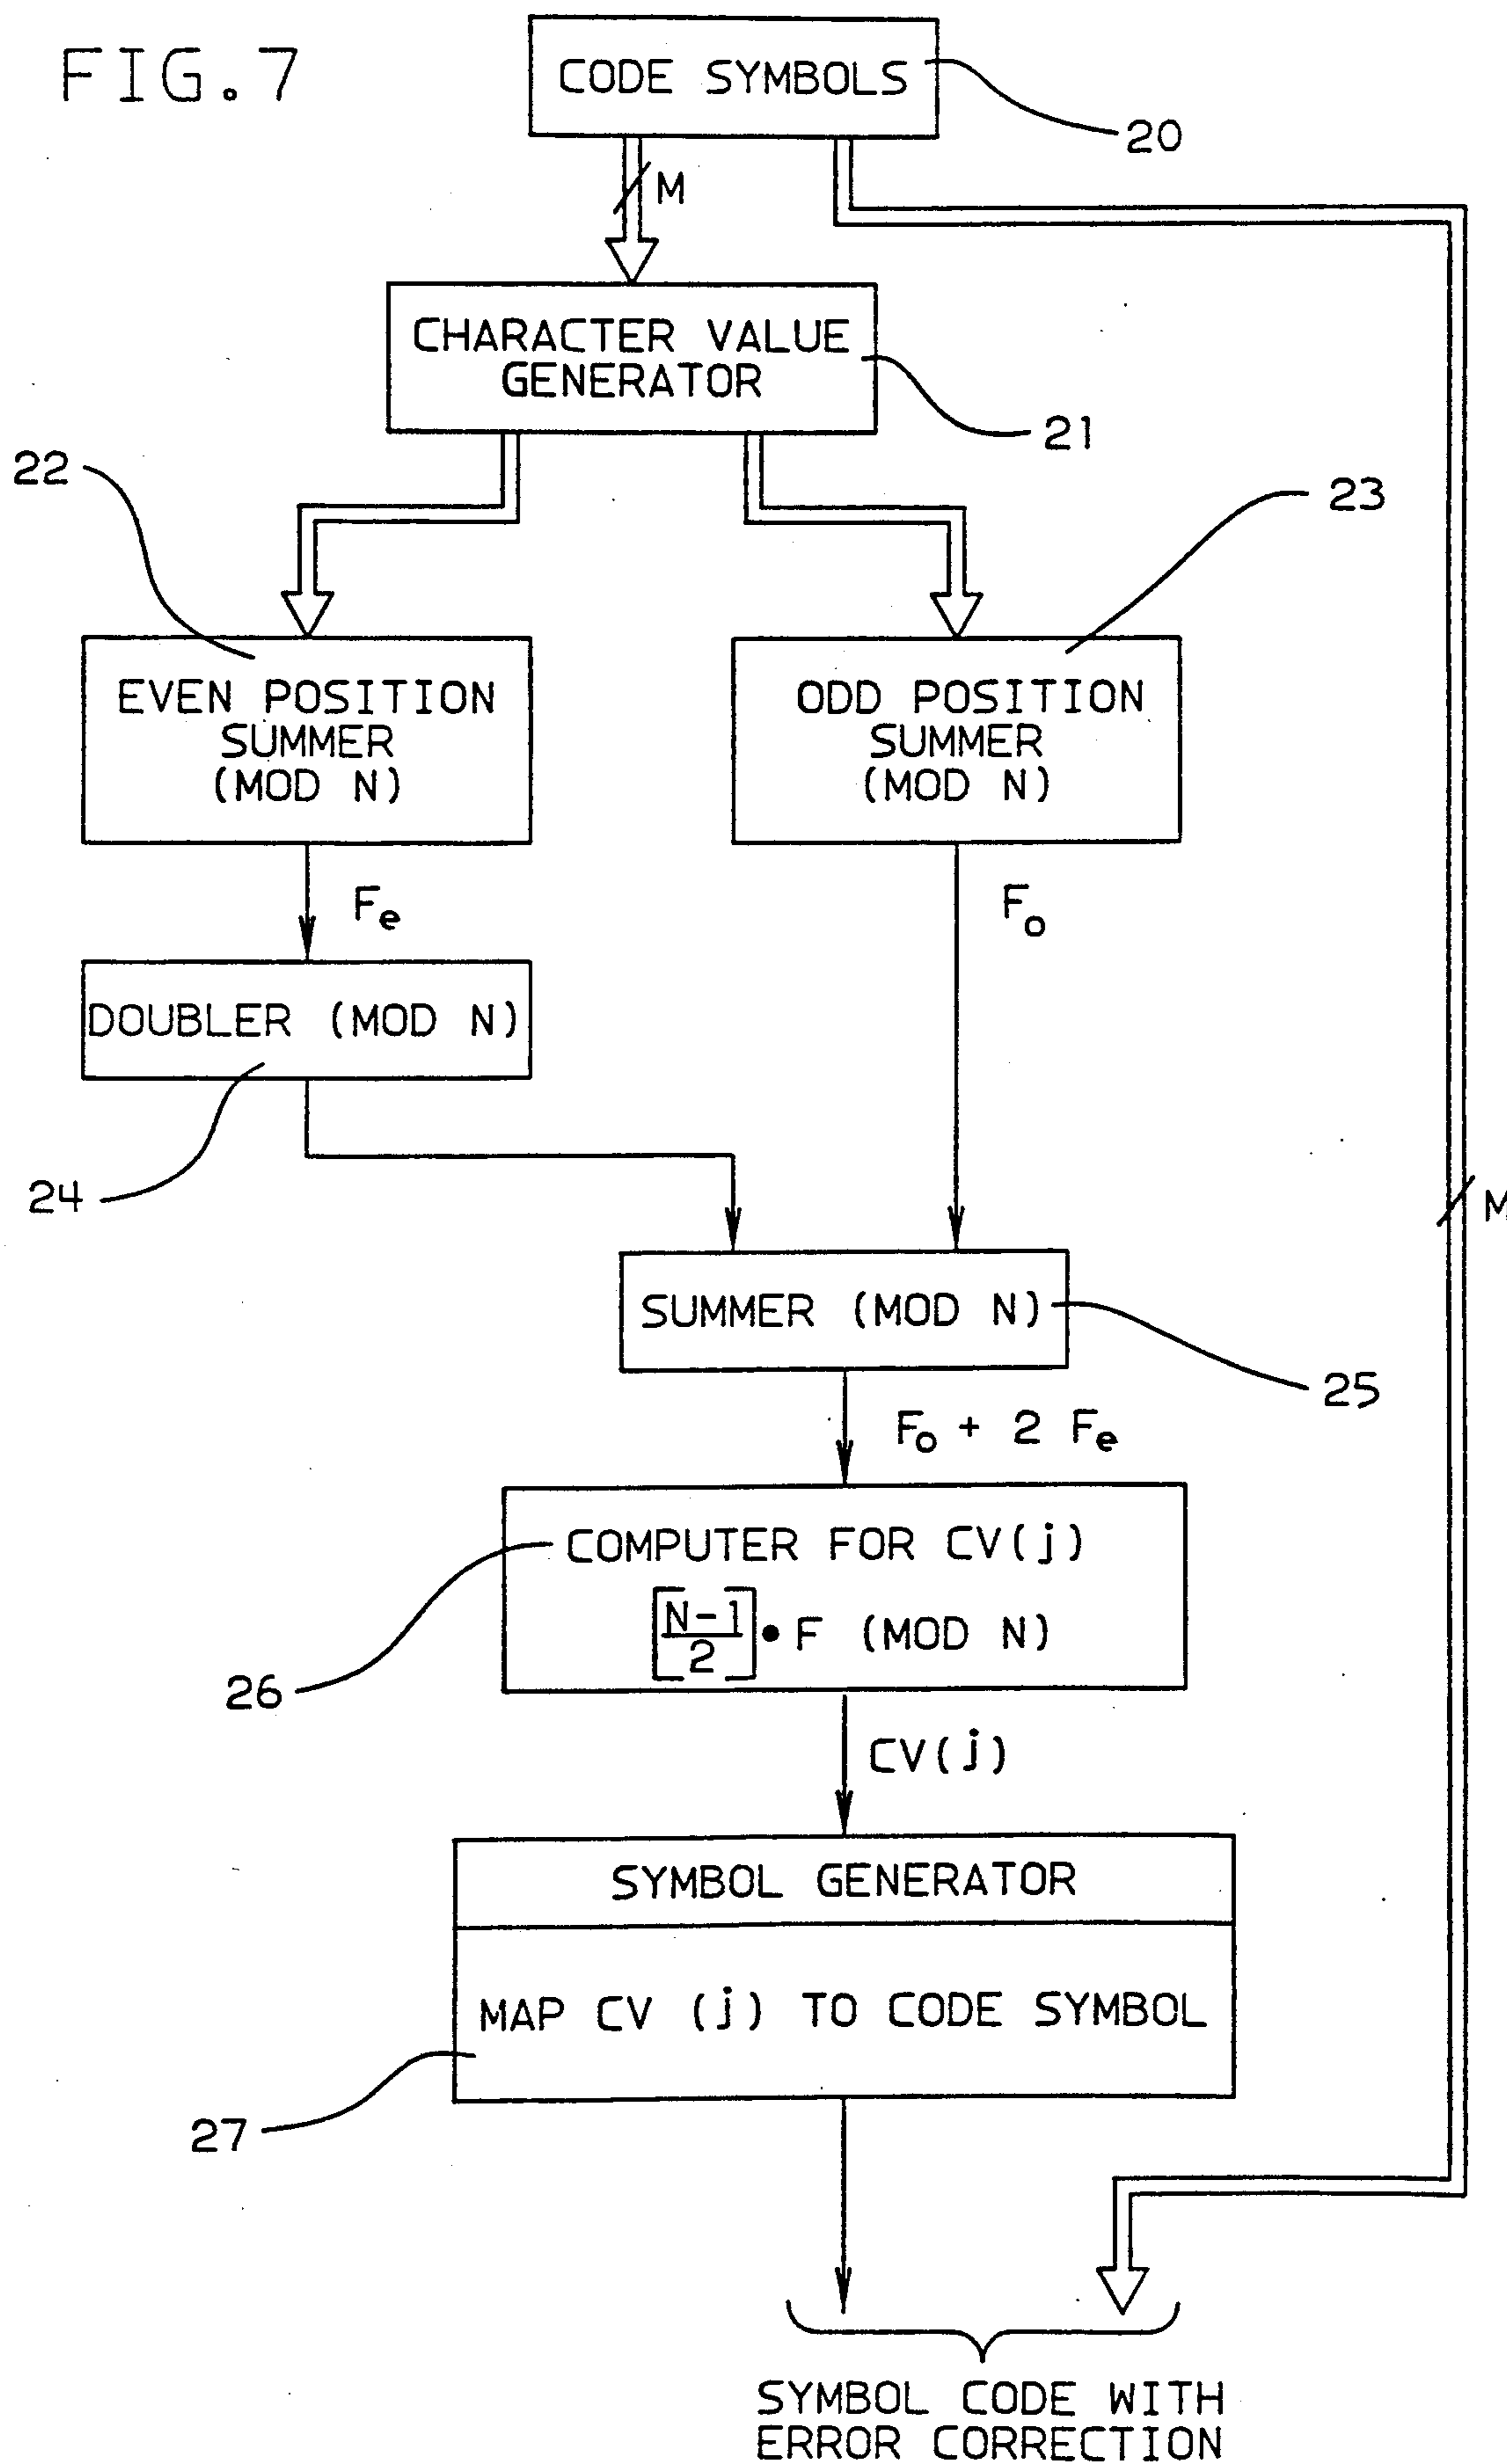 FIG. 7
CODE SYMBOLS
20
M
CHARACTER VALUE
GENERATOR
21
22
23
EVEN POSITION
SUMMER
(MOD N)
ODD POSITION
SUMMER
(MOD N)
Fe
Fo
DOUBLER (MOD N)
24
M
SUMMER (MOD N)
25
Fo + 2 Fe
COMPUTER FOR CV(j)
[N-1/2] • F (MOD N)
26
CV(j)
SYMBOL GENERATOR
MAP CV (j) TO CODE SYMBOL
27
SYMBOL CODE WITH
ERROR CORRECTION